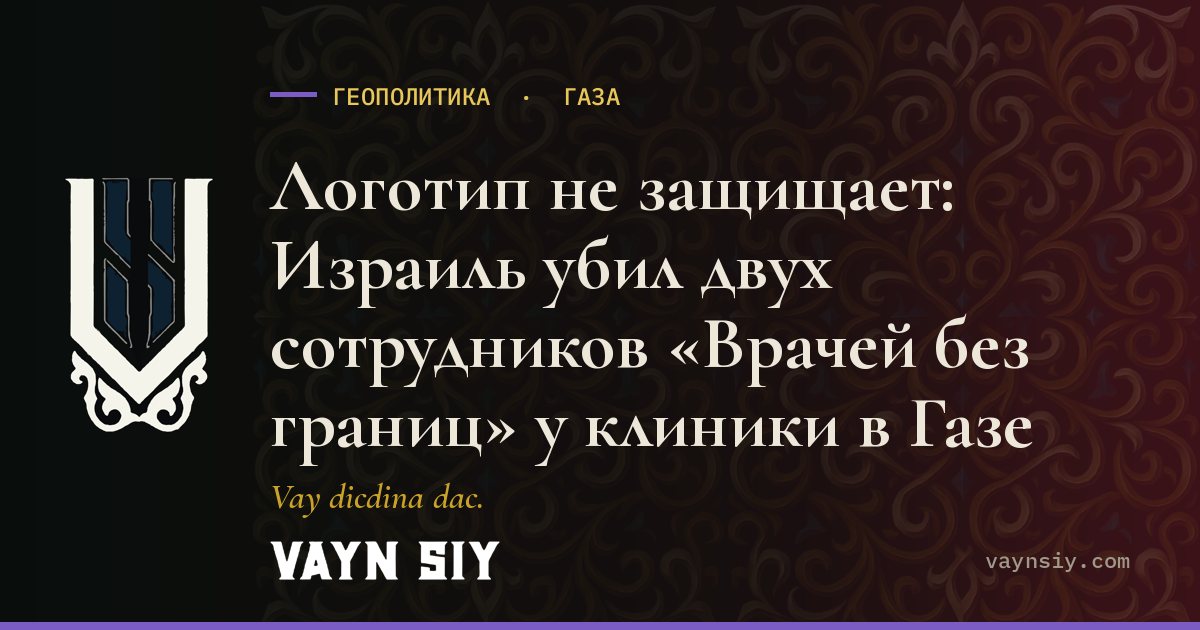 ГЕОПОЛИТИКА · ГАЗА
Логотип не защищает:
Израиль убил двух
сотрудников «Врачей без
границ» у клиники в Газе
Vay dicdina dac.
VAYN SIY
vaynsiy.com